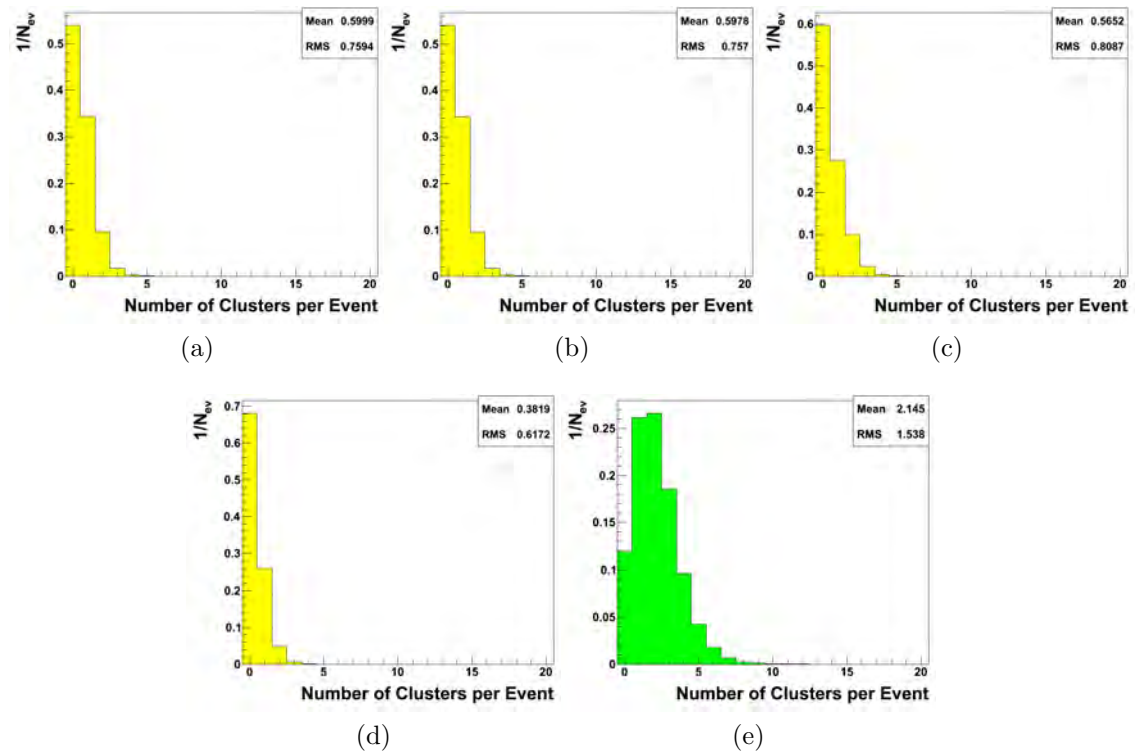 1/N_ev
Mean 0.5999
RMS 0.7594
0.5
0.4
0.3
0.2
0.1
0
0 5 10 15 20
Number of Clusters per Event
(a)
1/N_ev
Mean 0.5978
RMS 0.757
0.5
0.4
0.3
0.2
0.1
0
0 5 10 15 20
Number of Clusters per Event
(b)
1/N_ev
Mean 0.5652
RMS 0.8087
0.6
0.5
0.4
0.3
0.2
0.1
0
0 5 10 15 20
Number of Clusters per Event
(c)
1/N_ev
Mean 0.3819
RMS 0.6172
0.7
0.6
0.5
0.4
0.3
0.2
0.1
0
0 5 10 15 20
Number of Clusters per Event
(d)
1/N_ev
Mean 2.145
RMS 1.538
0.25
0.2
0.15
0.1
0.05
0
0 5 10 15 20
Number of Clusters per Event
(e)